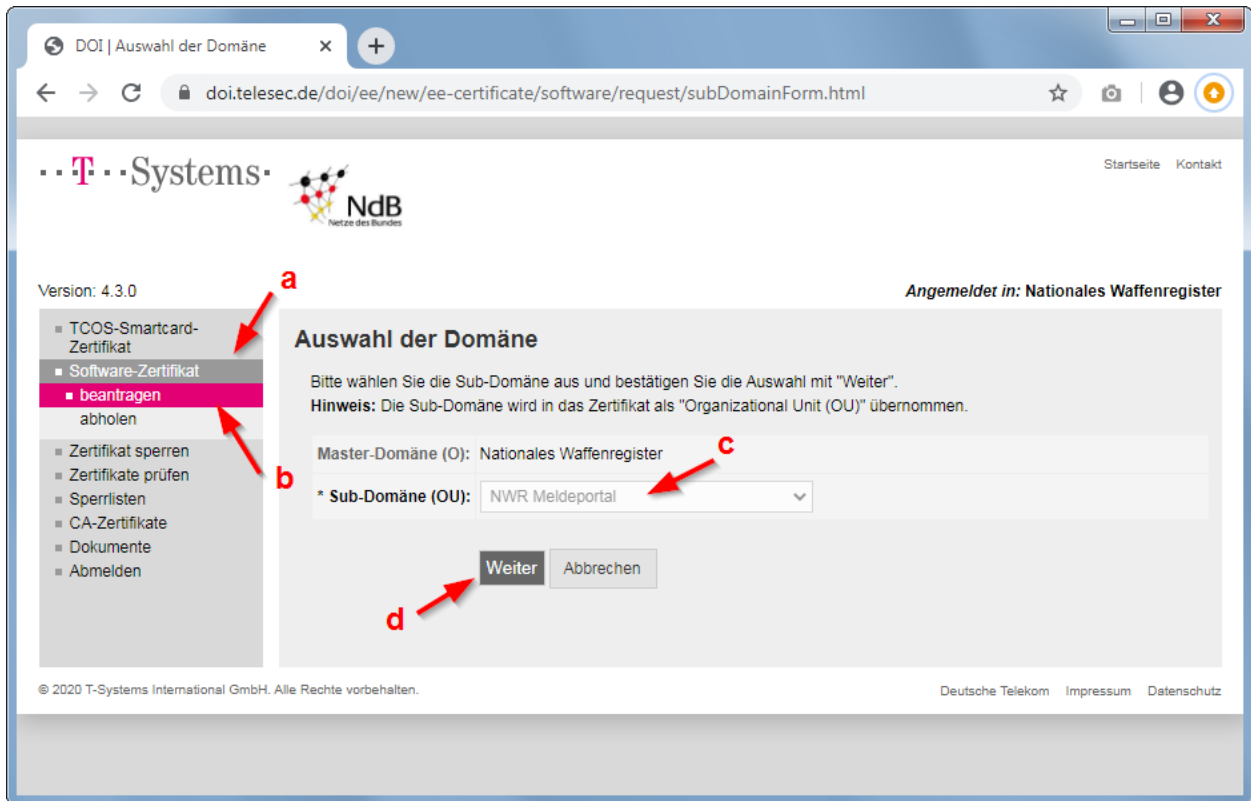 DOI | Auswahl der Domäne
doi.telesec.de/doi/ee/new/ee-certificate/software/request/subDomainForm.html
··T··Systems·
NdB
Netze des Bundes
Startseite Kontakt
a
Version: 4.3.0
Angemeldet in: Nationales Waffenregister
TCOS-Smartcard-
Zertifikat
Software-Zertifikat
beantragen
abholen
Zertifikat sperren
Zertifikate prüfen
Sperrlisten
CA-Zertifikate
Dokumente
Abmelden
b
Auswahl der Domäne
Bitte wählen Sie die Sub-Domäne aus und bestätigen Sie die Auswahl mit "Weiter".
Hinweis: Die Sub-Domäne wird in das Zertifikat als "Organizational Unit (OU)" übernommen.
Master-Domäne (O): Nationales Waffenregister
c
* Sub-Domäne (OU): NWR Meldeportal
Weiter Abbrechen
d
© 2020 T-Systems International GmbH. Alle Rechte vorbehalten.
Deutsche Telekom Impressum Datenschutz